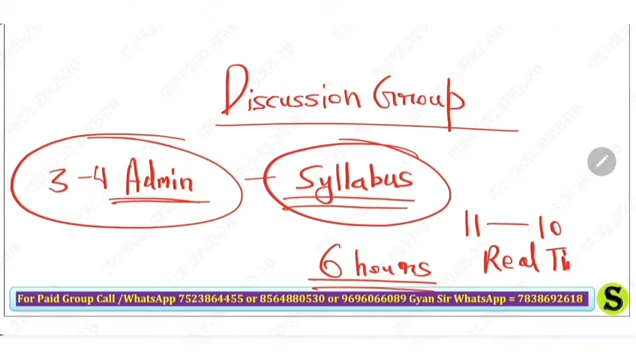 Discussion Group
3-4 Admin - Syllabus
11 — 10
6 hours Real Ti
For Paid Group Call /WhatsApp 7523864455 or 8564880530 or 9696066089 Gyan Sir WhatsApp = 7838692618 S